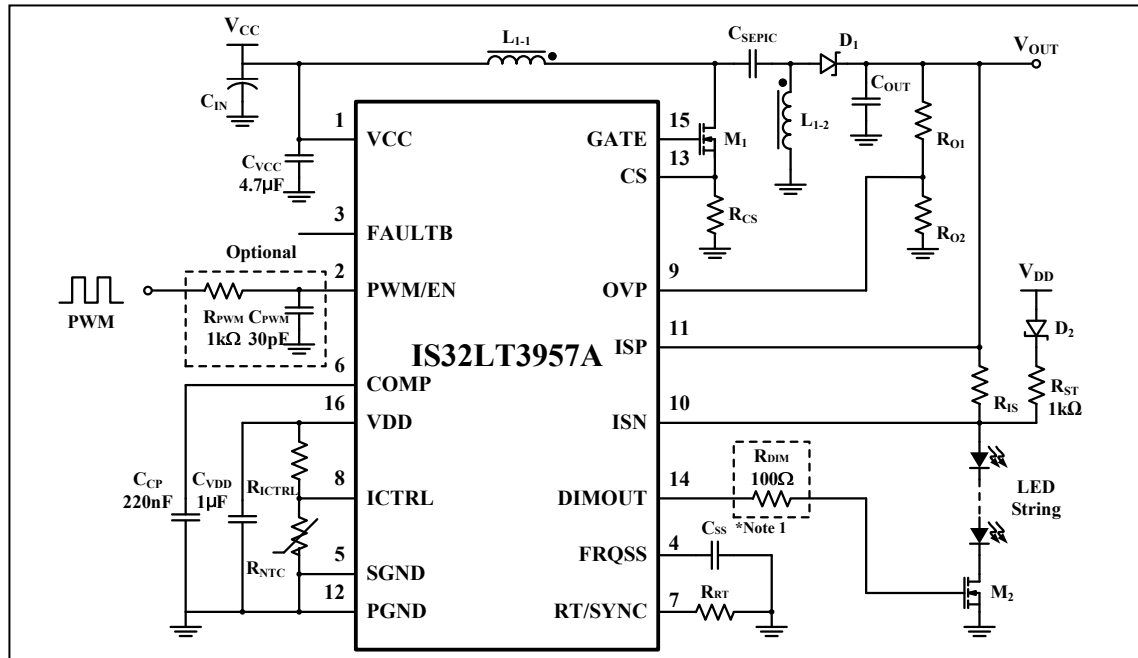 VCC
L1-1
CSEPIC
D1
VOUT
CIN
COUT
1
VCC
GATE
15
M1
L1-2
RO1
13
CS
CVCC
4.7μF
RCS
RO2
3
FAULTB
Optional
9
OVP
VDD
2
PWM/EN
PWM
RPWM
1kΩ
CPWM
30pF
11
ISP
D2
IS32LT3957A
6
COMP
RIS
RST
1kΩ
16
VDD
10
ISN
CCP
220nF
CVDD
1μF
RICTRL
8
ICTRL
RDIM
100Ω
14
DIMOUT
*Note 1
LED
String
CSS
4
FRQSS
RNTC
5
SGND
12
PGND
RRT
7
RT/SYNC
M2